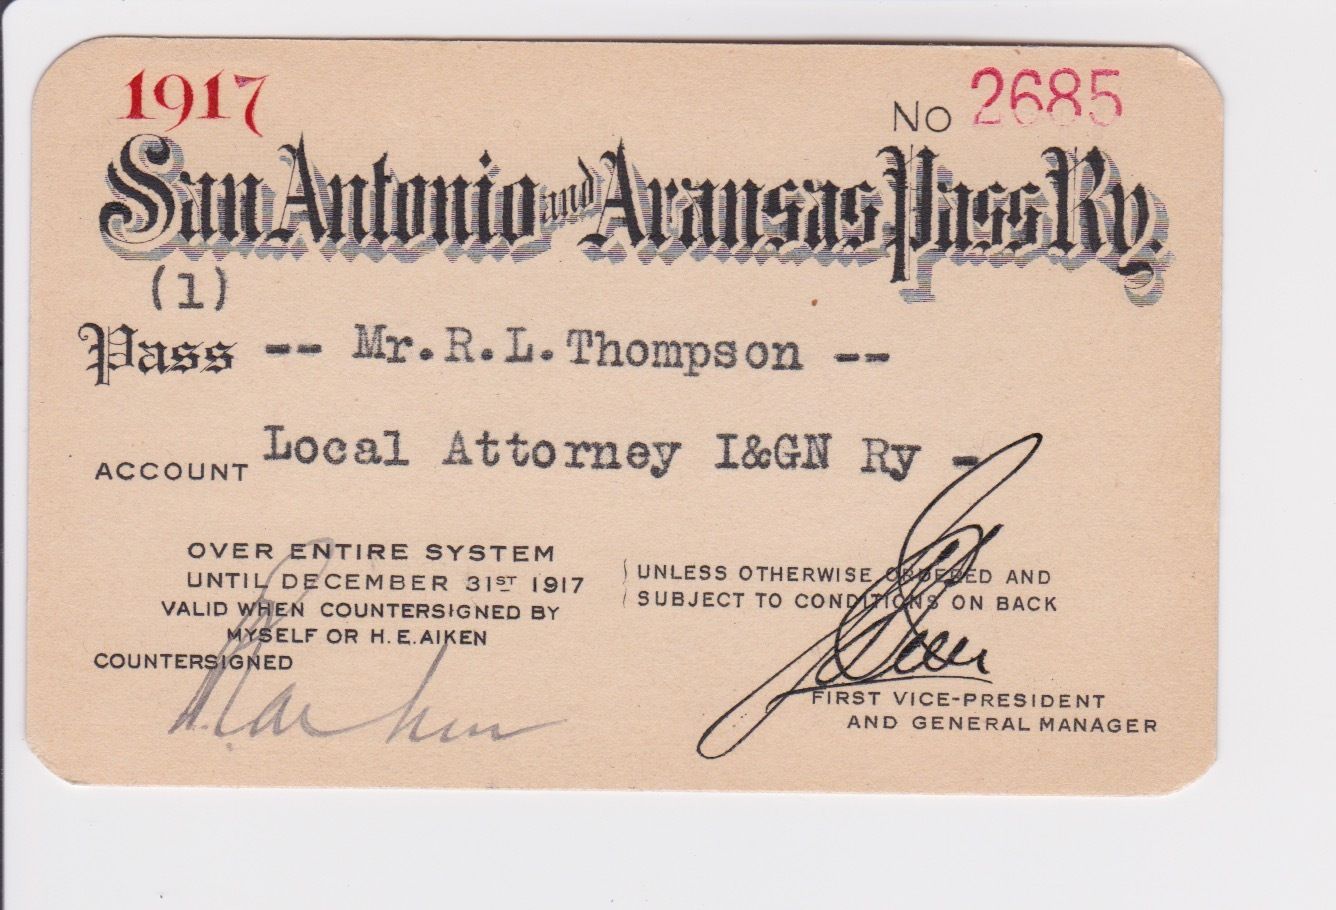 1917
No 2685
San Antonio and Aransas Pass Ry.
(1)
Pass -- Mr.R.L.Thompson --
ACCOUNT Local Attorney I&GN Ry -
OVER ENTIRE SYSTEM
UNTIL DECEMBER 31ST 1917
VALID WHEN COUNTERSIGNED BY
MYSELF OR H.E.AIKEN
COUNTERSIGNED
UNLESS OTHERWISE ORDERED AND
SUBJECT TO CONDITIONS ON BACK
FIRST VICE-PRESIDENT
AND GENERAL MANAGER